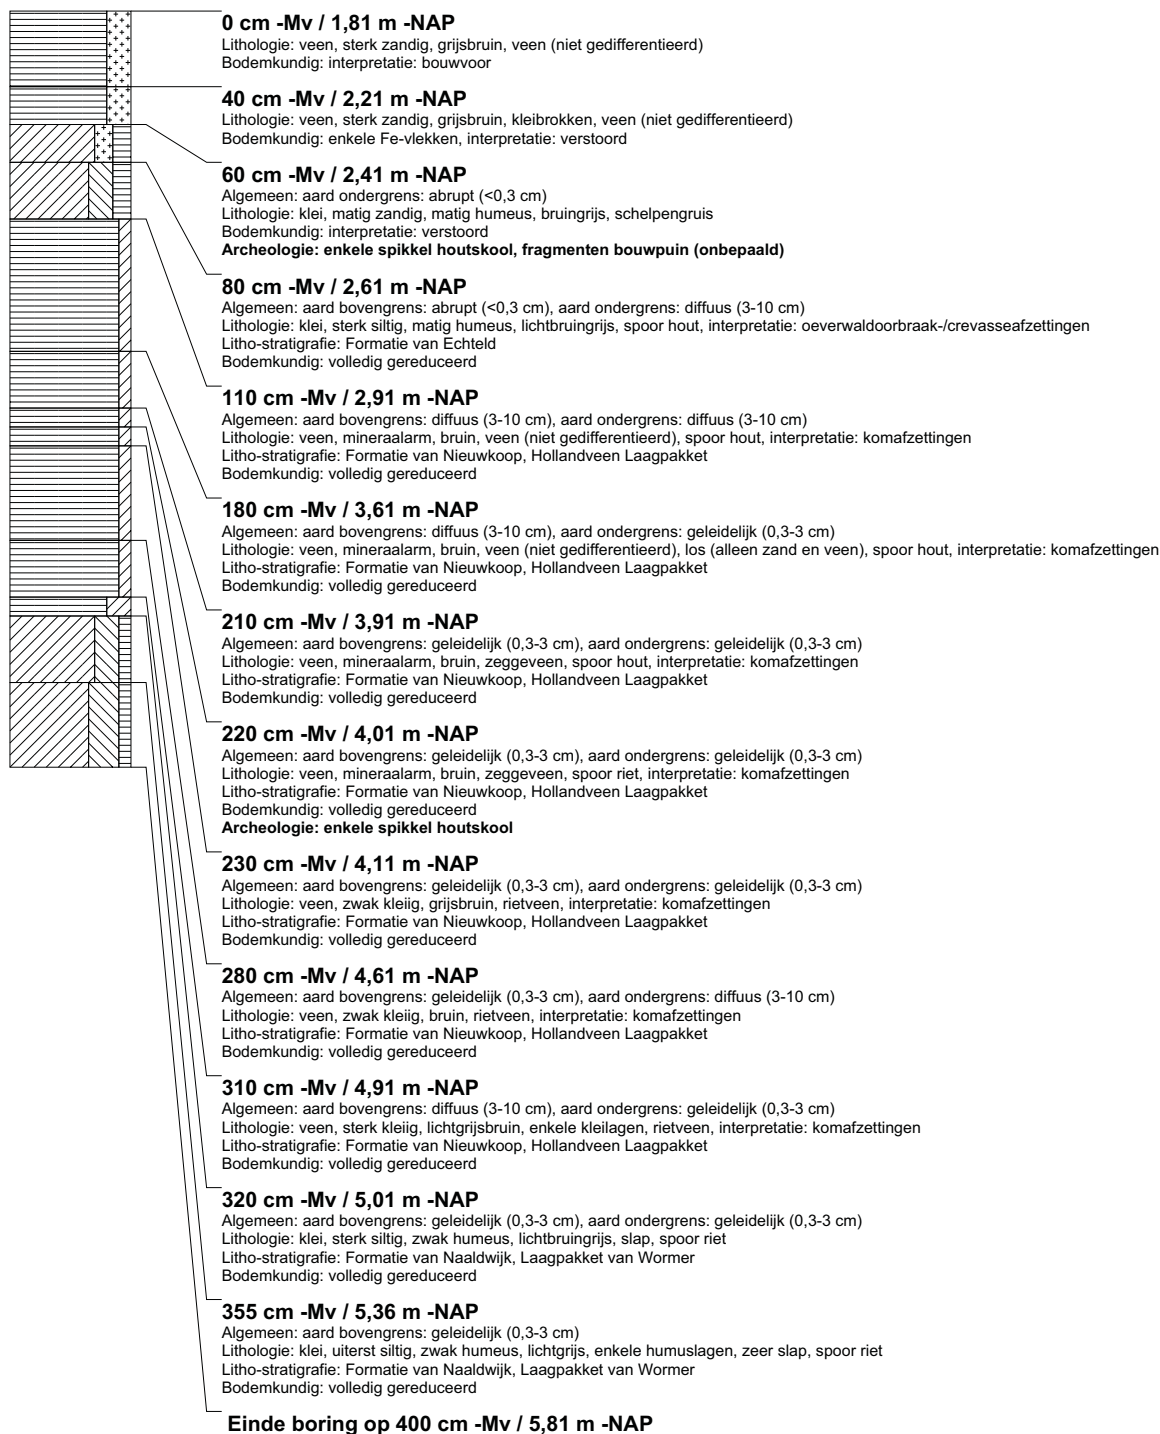 0 cm -Mv / 1,81 m -NAP
Lithologie: veen, sterk zandig, grijsbruin, veen (niet gedifferentieerd)
Bodemkundig: interpretatie: bouwvoor
40 cm -Mv / 2,21 m -NAP
Lithologie: veen, sterk zandig, grijsbruin, kleibrokken, veen (niet gedifferentieerd)
Bodemkundig: enkele Fe-vlekken, interpretatie: verstoord
60 cm -Mv / 2,41 m -NAP
Algemeen: aard ondergrens: abrupt (<0,3 cm)
Lithologie: klei, matig zandig, matig humeus, bruingrijs, schelpengruis
Bodemkundig: interpretatie: verstoord
Archeologie: enkele spikkel houtskool, fragmenten bouwpuin (onbepaald)
80 cm -Mv / 2,61 m -NAP
Algemeen: aard bovengrens: abrupt (<0,3 cm), aard ondergrens: diffuus (3-10 cm)
Lithologie: klei, sterk siltig, matig humeus, lichtbruingrijs, spoor hout, interpretatie: oeverwaldoorbraak-/crevasseafzettingen
Litho-stratigrafie: Formatie van Echteld
Bodemkundig: volledig gereduceerd
110 cm -Mv / 2,91 m -NAP
Algemeen: aard bovengrens: diffuus (3-10 cm), aard ondergrens: diffuus (3-10 cm)
Lithologie: veen, mineraalarm, bruin, veen (niet gedifferentieerd), spoor hout, interpretatie: komafzettingen
Litho-stratigrafie: Formatie van Nieuwkoop, Hollandveen Laagpakket
Bodemkundig: volledig gereduceerd
180 cm -Mv / 3,61 m -NAP
Algemeen: aard bovengrens: diffuus (3-10 cm), aard ondergrens: geleidelijk (0,3-3 cm)
Lithologie: veen, mineraalarm, bruin, veen (niet gedifferentieerd), los (alleen zand en veen), spoor hout, interpretatie: komafzettingen
Litho-stratigrafie: Formatie van Nieuwkoop, Hollandveen Laagpakket
Bodemkundig: volledig gereduceerd
210 cm -Mv / 3,91 m -NAP
Algemeen: aard bovengrens: geleidelijk (0,3-3 cm), aard ondergrens: geleidelijk (0,3-3 cm)
Lithologie: veen, mineraalarm, bruin, zeggeveen, spoor hout, interpretatie: komafzettingen
Litho-stratigrafie: Formatie van Nieuwkoop, Hollandveen Laagpakket
Bodemkundig: volledig gereduceerd
220 cm -Mv / 4,01 m -NAP
Algemeen: aard bovengrens: geleidelijk (0,3-3 cm), aard ondergrens: geleidelijk (0,3-3 cm)
Lithologie: veen, mineraalarm, bruin, zeggeveen, spoor riet, interpretatie: komafzettingen
Litho-stratigrafie: Formatie van Nieuwkoop, Hollandveen Laagpakket
Bodemkundig: volledig gereduceerd
Archeologie: enkele spikkel houtskool
230 cm -Mv / 4,11 m -NAP
Algemeen: aard bovengrens: geleidelijk (0,3-3 cm), aard ondergrens: geleidelijk (0,3-3 cm)
Lithologie: veen, zwak kleiig, grijsbruin, rietveen, interpretatie: komafzettingen
Litho-stratigrafie: Formatie van Nieuwkoop, Hollandveen Laagpakket
Bodemkundig: volledig gereduceerd
280 cm -Mv / 4,61 m -NAP
Algemeen: aard bovengrens: geleidelijk (0,3-3 cm), aard ondergrens: diffuus (3-10 cm)
Lithologie: veen, zwak kleiig, bruin, rietveen, interpretatie: komafzettingen
Litho-stratigrafie: Formatie van Nieuwkoop, Hollandveen Laagpakket
Bodemkundig: volledig gereduceerd
310 cm -Mv / 4,91 m -NAP
Algemeen: aard bovengrens: diffuus (3-10 cm), aard ondergrens: geleidelijk (0,3-3 cm)
Lithologie: veen, sterk kleiig, lichtgrijsbruin, enkele kleilagen, rietveen, interpretatie: komafzettingen
Litho-stratigrafie: Formatie van Nieuwkoop, Hollandveen Laagpakket
Bodemkundig: volledig gereduceerd
320 cm -Mv / 5,01 m -NAP
Algemeen: aard bovengrens: geleidelijk (0,3-3 cm), aard ondergrens: geleidelijk (0,3-3 cm)
Lithologie: klei, sterk siltig, zwak humeus, lichtbruingrijs, slap, spoor riet
Litho-stratigrafie: Formatie van Naaldwijk, Laagpakket van Wormer
Bodemkundig: volledig gereduceerd
355 cm -Mv / 5,36 m -NAP
Algemeen: aard bovengrens: geleidelijk (0,3-3 cm)
Lithologie: klei, uiterst siltig, zwak humeus, lichtgrijs, enkele humuslagen, zeer slap, spoor riet
Litho-stratigrafie: Formatie van Naaldwijk, Laagpakket van Wormer
Bodemkundig: volledig gereduceerd
Einde boring op 400 cm -Mv / 5,81 m -NAP